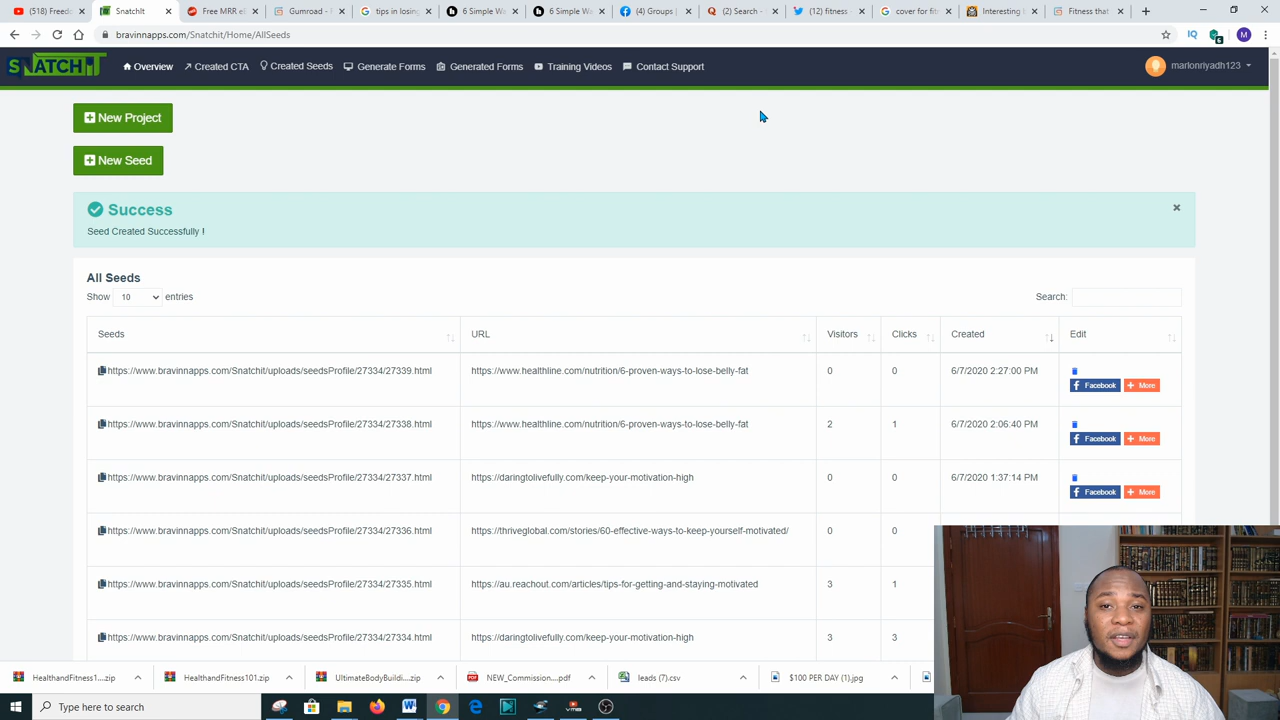 (518) Freeds
SnatchIt
Free MRR e
Gumroad -
tips in losing
6 Simple Wa
6 Simple Wa
(4) Groups |
(2) Search -
(12) fitness
cover for fit
Interesting
Fitness that
bravinnapps.com/Snatchit/Home/AllSeeds
SNATCHIT
Overview
Created CTA
Created Seeds
Generate Forms
Generated Forms
Training Videos
Contact Support
marlonriyadh123
New Project
New Seed
Success
Seed Created Successfully !
All Seeds
Show 10 entries
Search:
Seeds URL Visitors Clicks Created Edit
https://www.bravinnapps.com/Snatchit/uploads/seedsProfile/27334/27339.html https://www.healthline.com/nutrition/6-proven-ways-to-lose-belly-fat 0 0 6/7/2020 2:27:00 PM
Facebook More
https://www.bravinnapps.com/Snatchit/uploads/seedsProfile/27334/27338.html https://www.healthline.com/nutrition/6-proven-ways-to-lose-belly-fat 2 1 6/7/2020 2:06:40 PM
Facebook More
https://www.bravinnapps.com/Snatchit/uploads/seedsProfile/27334/27337.html https://daringtolivefully.com/keep-your-motivation-high 0 0 6/7/2020 1:37:14 PM
Facebook More
https://www.bravinnapps.com/Snatchit/uploads/seedsProfile/27334/27336.html https://thriveglobal.com/stories/60-effective-ways-to-keep-yourself-motivated/ 0 0
https://www.bravinnapps.com/Snatchit/uploads/seedsProfile/27334/27335.html https://au.reachout.com/articles/tips-for-getting-and-staying-motivated 3 1
https://www.bravinnapps.com/Snatchit/uploads/seedsProfile/27334/27334.html https://daringtolivefully.com/keep-your-motivation-high 3 3
HealthandFitness1....zip
HealthandFitness101.zip
UltimateBodyBuildi....zip
NEW_Commission....pdf
leads (7).csv
$100 PER DAY (1).jpg
Type here to search